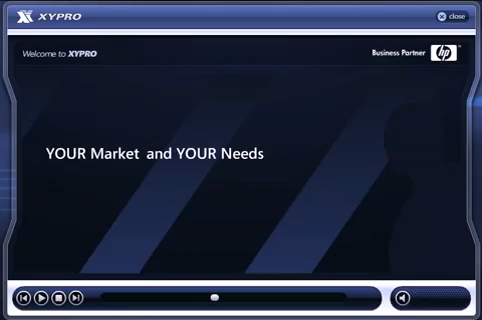 XYPRO
close
Welcome to XYPRO
Business Partner
hp
YOUR Market and YOUR Needs